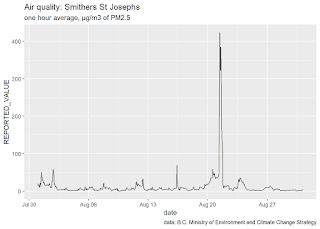 Air quality: Smithers St Josephs
one hour average, µg/m3 of PM2.5
REPORTED_VALUE
400
300
200
100
0
Jul 30
Aug 06
Aug 13
Aug 20
Aug 27
date
data: B.C. Ministry of Environment and Climate Change Strategy